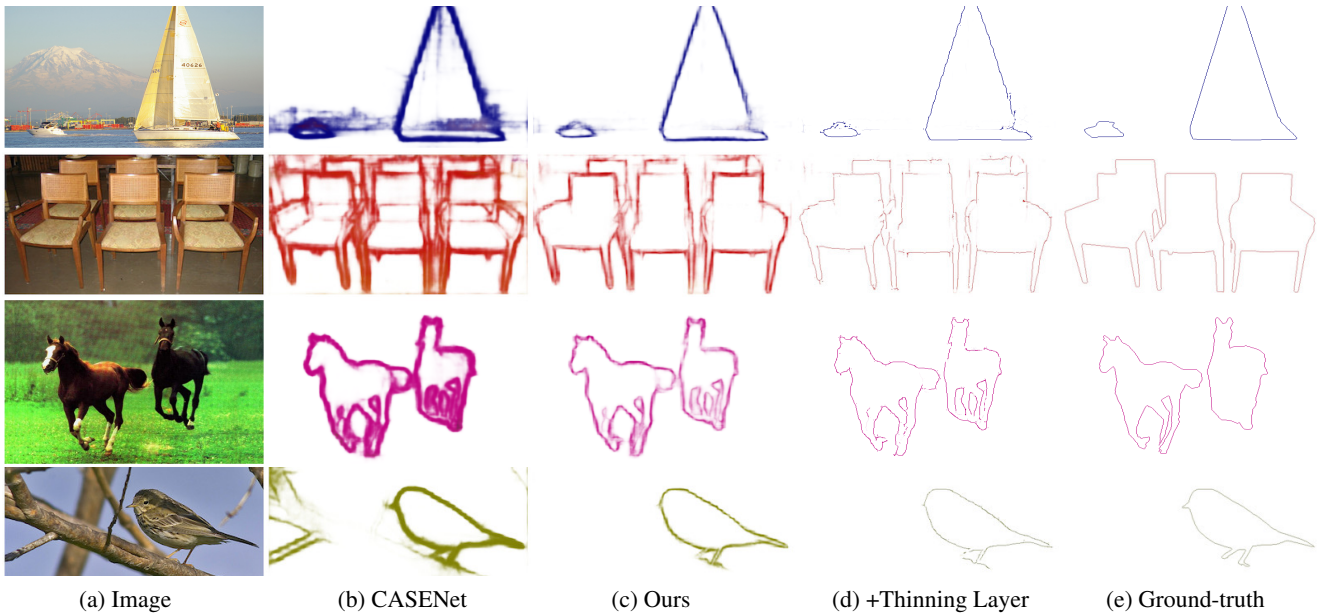 40626
(a) Image
(b) CASENet
(c) Ours
(d) +Thinning Layer
(e) Ground-truth